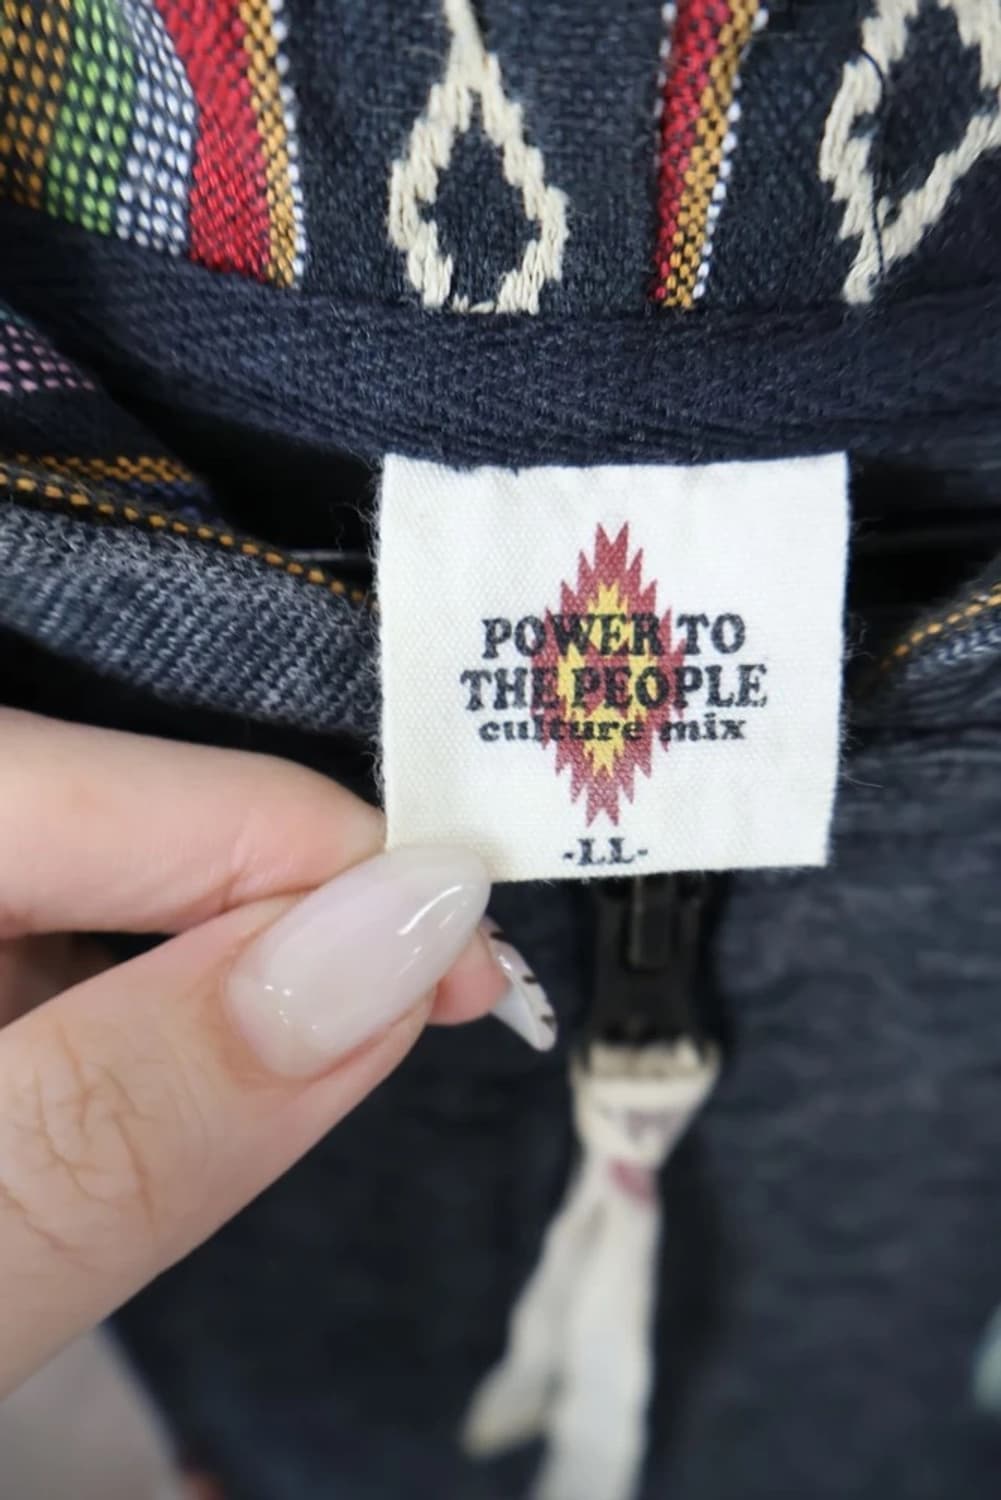 POWER TO
THE PEOPLE
culture mix
-LL-